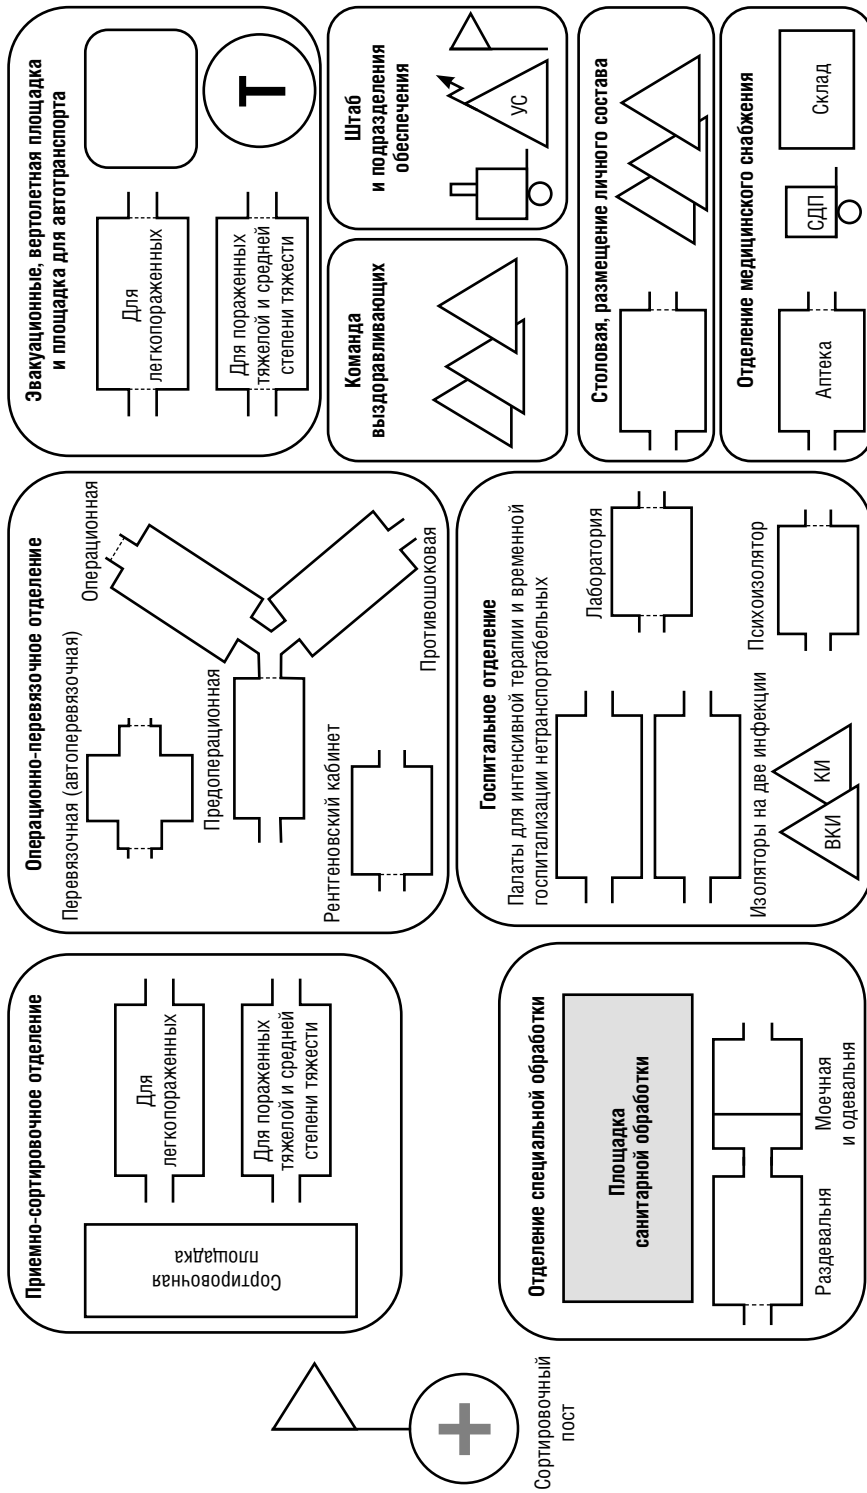 Сортировочный
пост
Приемно-сортировочное отделение
Сортировочная
площадка
Для
легкопораженных
Для пораженных
тяжелой и средней
степени тяжести
Отделение специальной обработки
Площадка
санитарной обработки
Раздевальня
Моечная
и одевальня
Операционно-перевязочное отделение
Перевязочная (автоперевязочная)
Операционная
Предоперационная
Противошоковая
Рентгеновский кабинет
Госпитальное отделение
Палаты для интенсивной терапии и временной
госпитализации нетранспортабельных
Лаборатория
Изоляторы на две инфекции
ВКИ
КИ
Психоизолятор
Эвакуационные, вертолетная площадка
и площадка для автотранспорта
Для
легкопораженных
Для пораженных
тяжелой и средней
степени тяжести
Т
Команда
выздоравливающих
Штаб
и подразделения
обеспечения
УС
Столовая, размещение личного состава
Отделение медицинского снабжения
Аптека
СДП
Склад